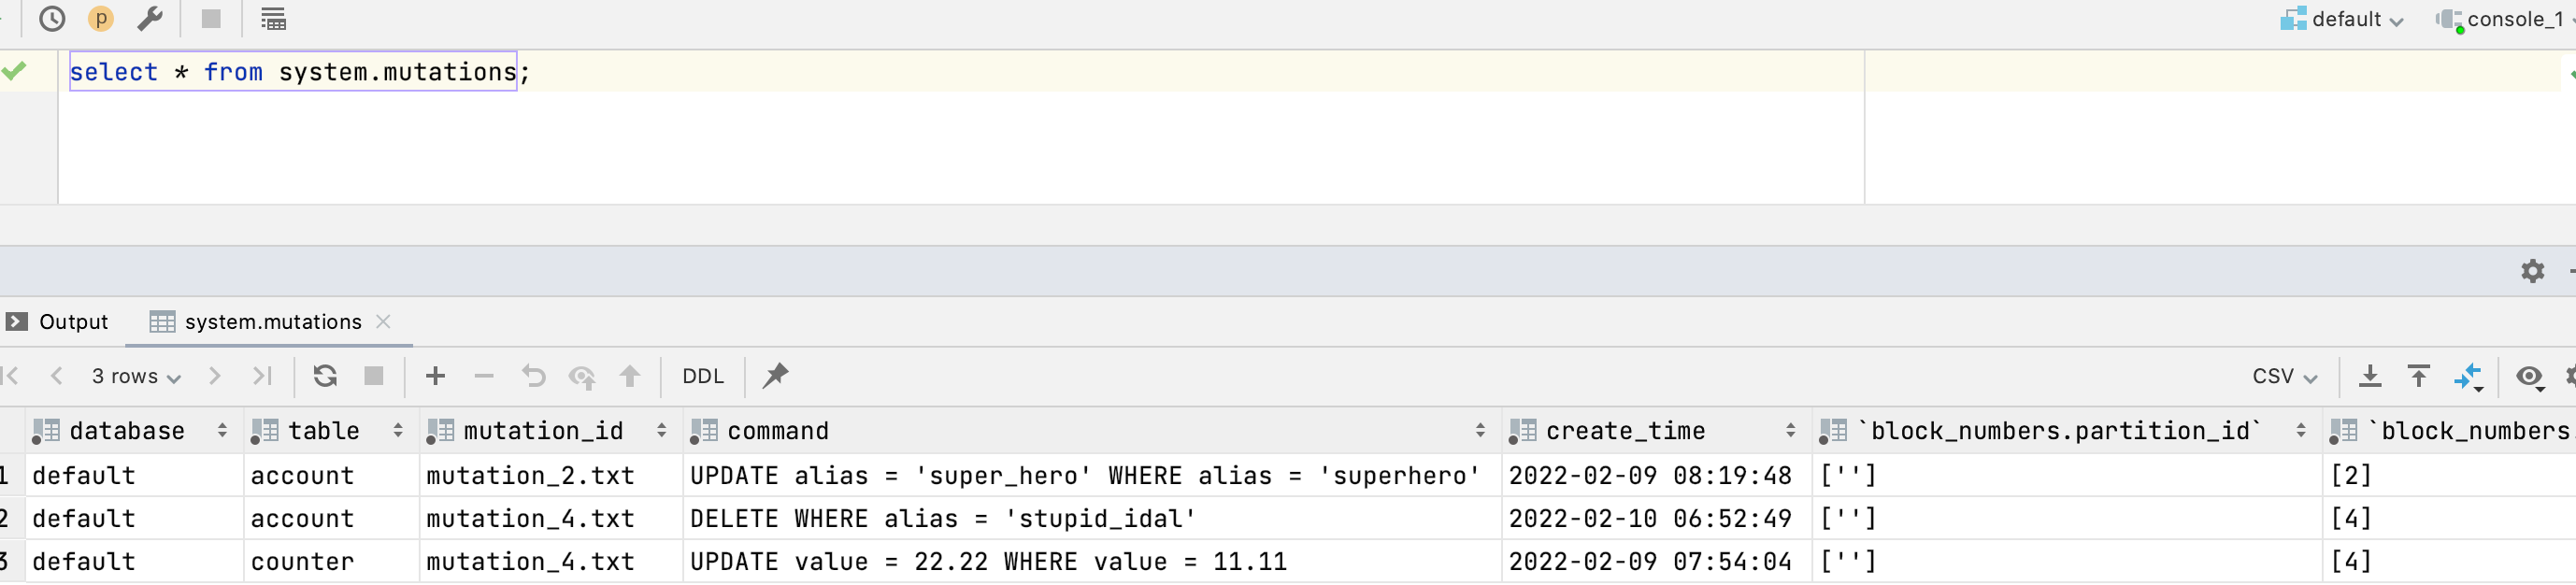 p default console_1
select * from system.mutations;
Output system.mutations
3 rows DDL CSV
database table mutation_id command create_time `block_numbers.partition_id` `block_numbers.
1 default account mutation_2.txt UPDATE alias = 'super_hero' WHERE alias = 'superhero' 2022-02-09 08:19:48 [''] [2]
2 default account mutation_4.txt DELETE WHERE alias = 'stupid_idal' 2022-02-10 06:52:49 [''] [4]
3 default counter mutation_4.txt UPDATE value = 22.22 WHERE value = 11.11 2022-02-09 07:54:04 [''] [4]